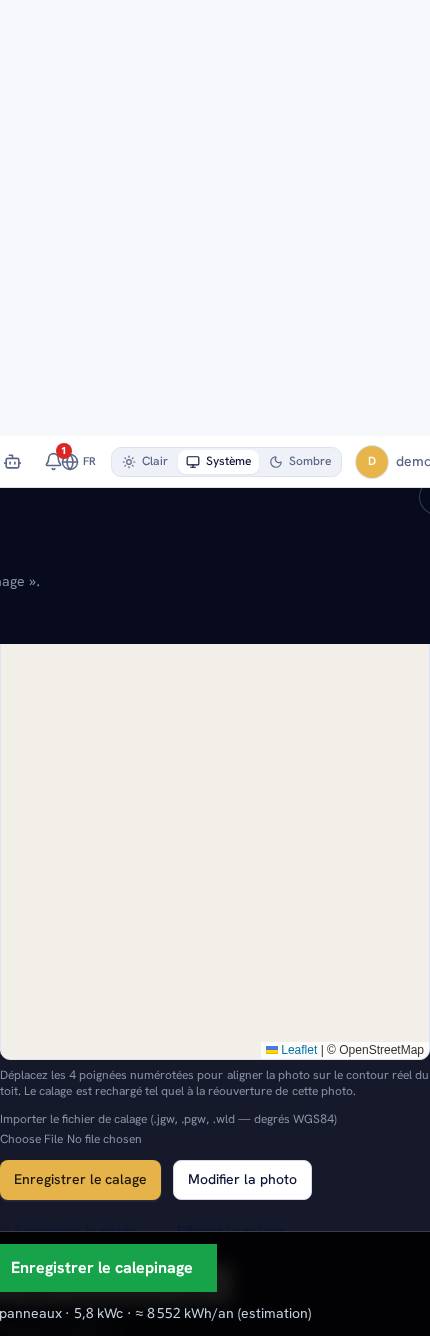 1
FR
Clair
Système
Sombre
D
demo
nage ».
Leaflet | © OpenStreetMap
Déplacez les 4 poignées numérotées pour aligner la photo sur le contour réel du
toit. Le calage est rechargé tel quel à la réouverture de cette photo.
Importer le fichier de calage (.jgw, .pgw, .wld — degrés WGS84)
Choose File No file chosen
Enregistrer le calage
Modifier la photo
Enregistrer le calepinage
panneaux · 5,8 kWc · ≈ 8 552 kWh/an (estimation)